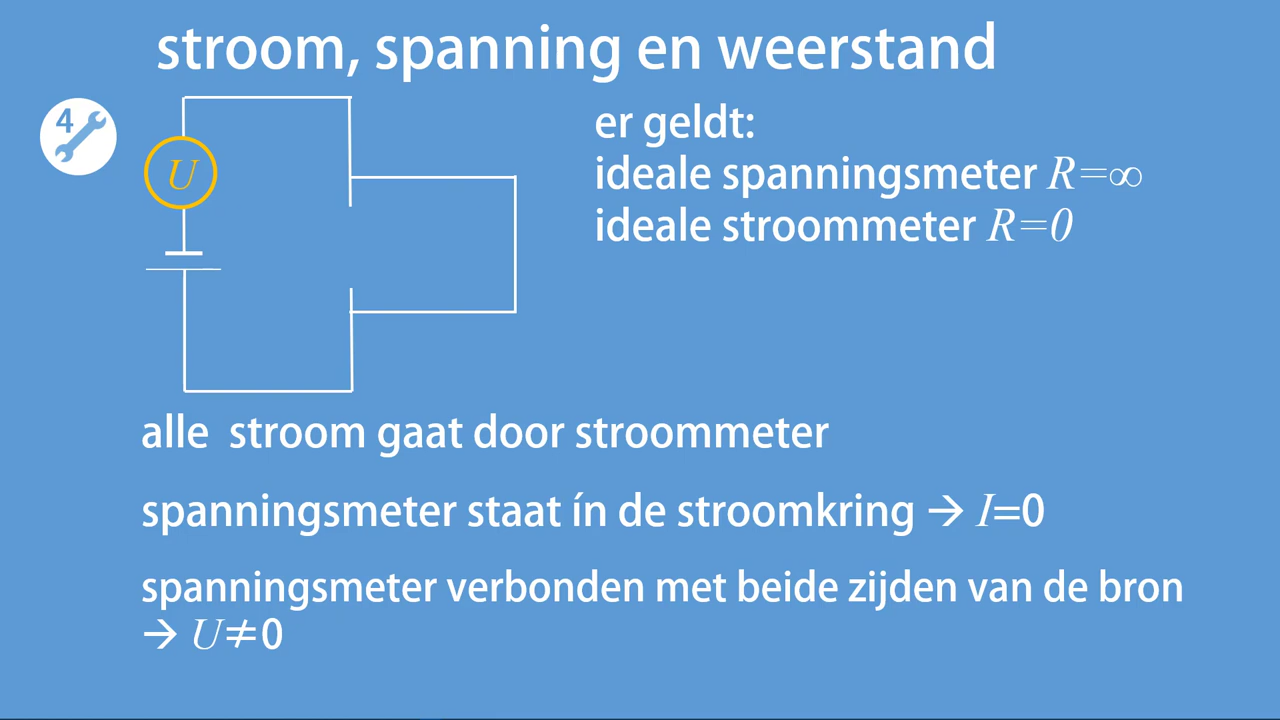 stroom, spanning en weerstand
4
U
er geldt:
ideale spanningsmeter R=∞
ideale stroommeter R=0
alle stroom gaat door stroommeter
spanningsmeter staat ín de stroomkring → I=0
spanningsmeter verbonden met beide zijden van de bron
→ U≠0